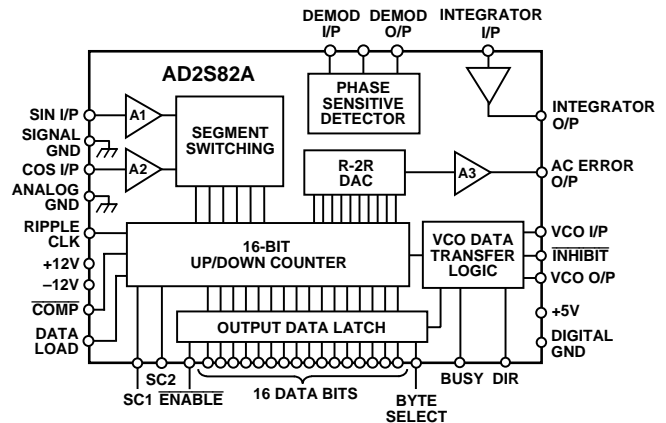 DEMOD
I/P
DEMOD
O/P
INTEGRATOR
I/P
AD2S82A
SIN I/P
A1
SIGNAL
GND
COS I/P
A2
ANALOG
GND
SEGMENT
SWITCHING
PHASE
SENSITIVE
DETECTOR
INTEGRATOR
O/P
R-2R
DAC
A3
AC ERROR
O/P
RIPPLE
CLK
+12V
–12V
COMP
DATA
LOAD
16-BIT
UP/DOWN COUNTER
VCO DATA
TRANSFER
LOGIC
VCO I/P
INHIBIT
VCO O/P
+5V
DIGITAL
GND
OUTPUT DATA LATCH
SC1
SC2
ENABLE
16 DATA BITS
BYTE
SELECT
BUSY
DIR